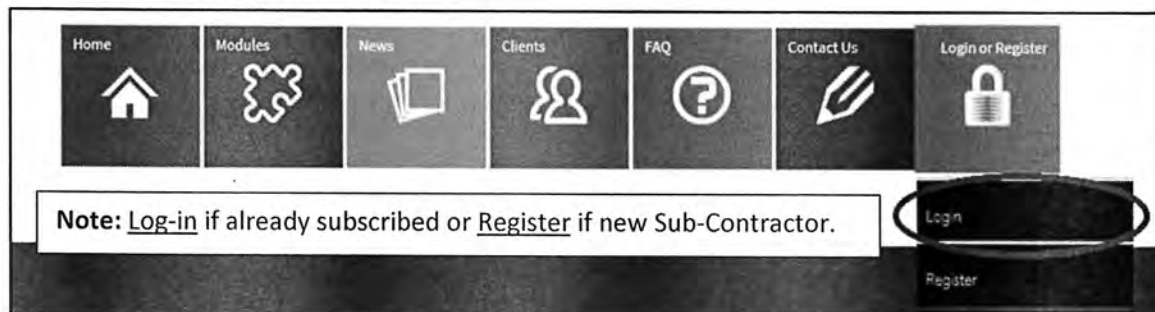 Home Modules News Clients FAQ Contact Us Login or Register
Note: Log-in if already subscribed or Register if new Sub-Contractor.
Login
Register